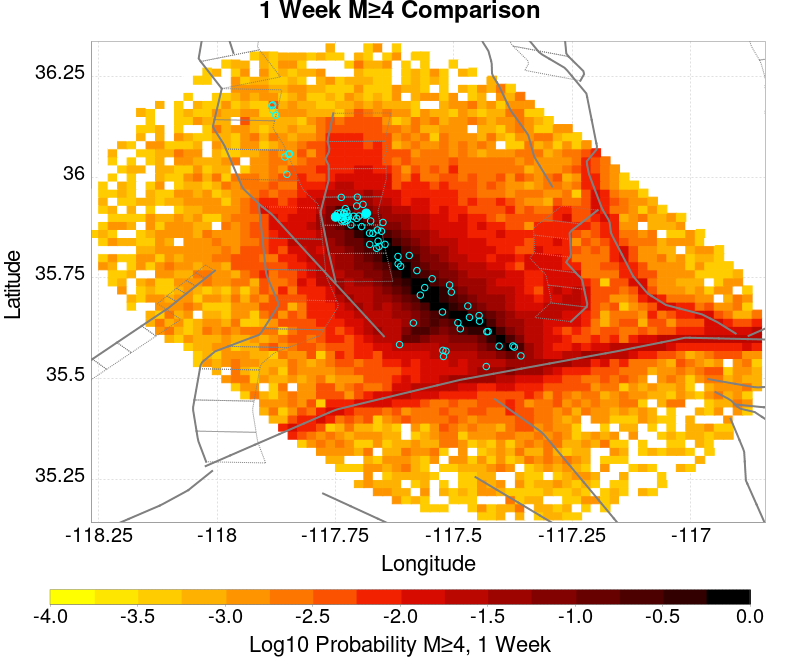 1 Week M≥4 Comparison
36.25
36
35.75
35.5
35.25
Latitude
-118.25 -118 -117.75 -117.5 -117.25 -117
Longitude
-4.0 -3.5 -3.0 -2.5 -2.0 -1.5 -1.0 -0.5 0.0
Log10 Probability M≥4, 1 Week